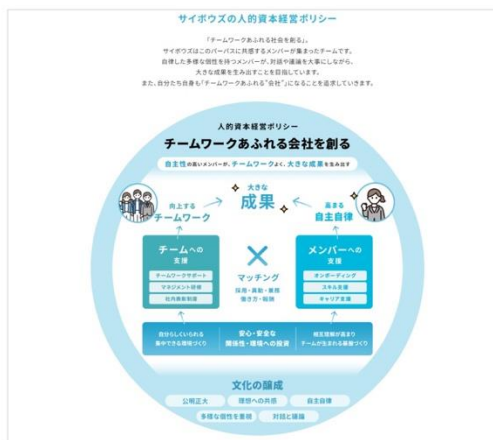 サイボウズの人的資本経営ポリシー
「チームワークあふれる社会を創る」。
サイボウズはこのパーパスに共感するメンバーが集まったチームです。
自律した多様な個性を持つメンバーが、対話や議論を大事にしながら、
大きな成果を生み出すことを目指しています。
また、自分たち自身も「チームワークあふれる“会社”」になることを追求していきます。
人的資本経営ポリシー
チームワークあふれる会社を創る
自主性の高いメンバーが、チームワークよく、大きな成果を生み出す
大きな
成果
向上する
チームワーク
高まる
自主自律
チームへの
支援
チームワークサポート
マネジメント研修
社内表彰制度
マッチング
採用・異動・兼務
働き方・報酬
メンバーへの
支援
オンボーディング
スキル支援
キャリア支援
自分らしくいられる
集中できる環境づくり
安心・安全な
関係性・環境への投資
相互理解が高まり
チームが生まれる基盤づくり
文化の醸成
公明正大
理想への共感
自主自律
多様な個性を重視
対話と議論